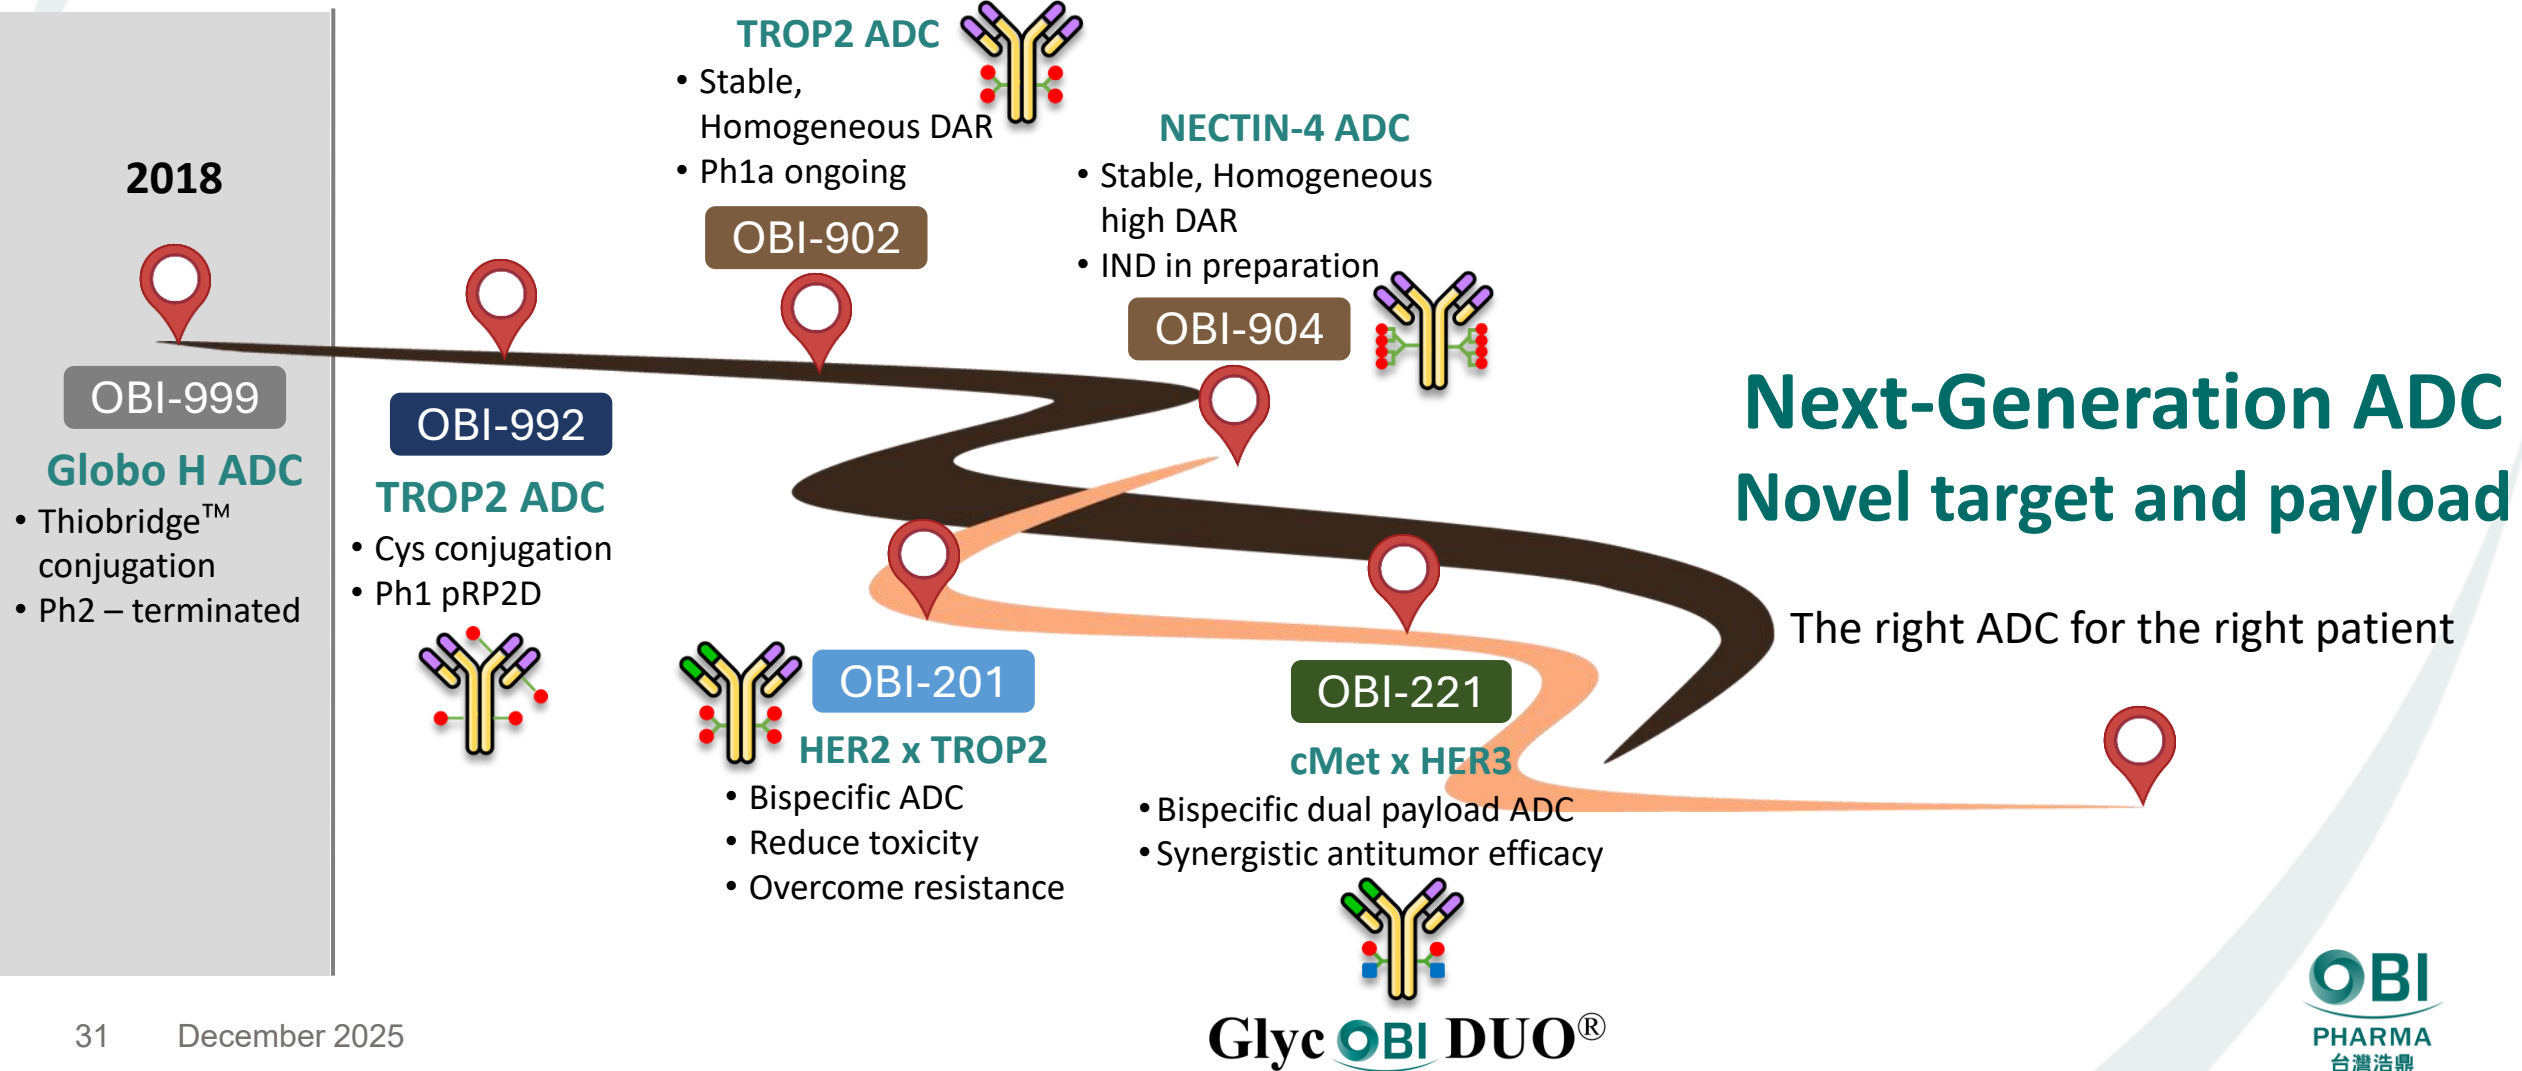 2018
OBI-999
Globo H ADC
• Thiobridge™
conjugation
• Ph2 – terminated
OBI-992
TROP2 ADC
• Cys conjugation
• Ph1 pRP2D
TROP2 ADC
• Stable,
Homogeneous DAR
• Ph1a ongoing
OBI-902
NECTIN-4 ADC
• Stable, Homogeneous
high DAR
• IND in preparation
OBI-904
OBI-201
HER2 x TROP2
• Bispecific ADC
• Reduce toxicity
• Overcome resistance
OBI-221
cMet x HER3
• Bispecific dual payload ADC
• Synergistic antitumor efficacy
Glyc OBI DUO®
Next-Generation ADC
Novel target and payload
The right ADC for the right patient
31 December 2025
OBI
PHARMA
台灣浩鼎